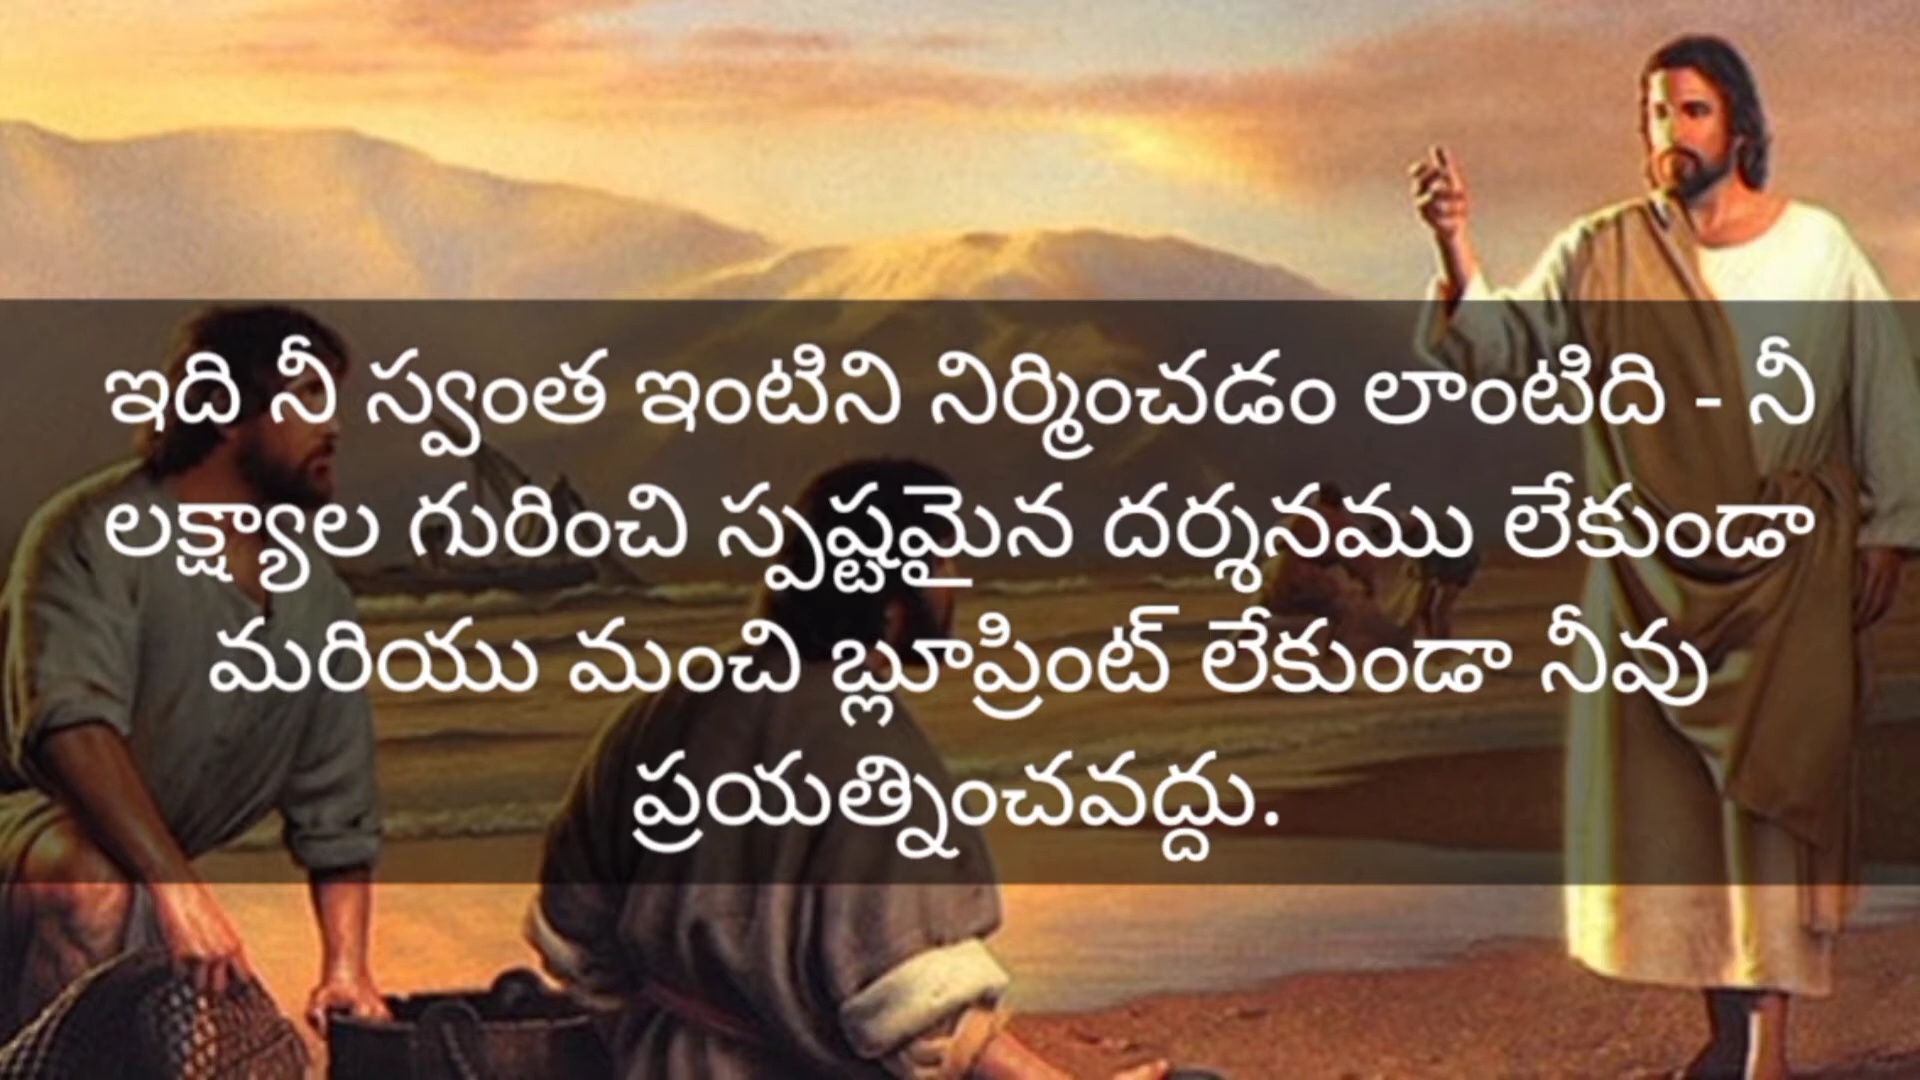 ఇది నీ స్వంత ఇంటిని నిర్మించడం లాంటిది - నీ
లక్ష్యాల గురించి స్పష్టమైన దర్శనము లేకుండా
మరియు మంచి బ్లూప్రింట్ లేకుండా నీవు
ప్రయత్నించవద్దు.